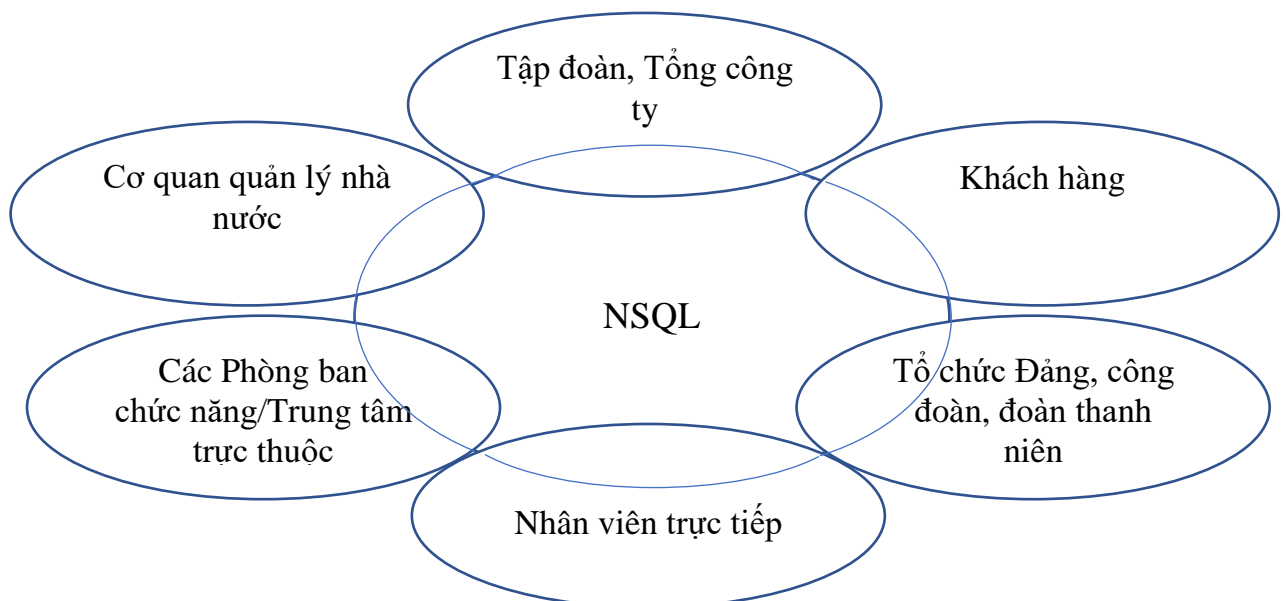 Tập đoàn, Tổng công
ty
Cơ quan quản lý nhà
nước
Khách hàng
NSQL
Các Phòng ban
chức năng/Trung tâm
trực thuộc
Tổ chức Đảng, công
đoàn, đoàn thanh
niên
Nhân viên trực tiếp